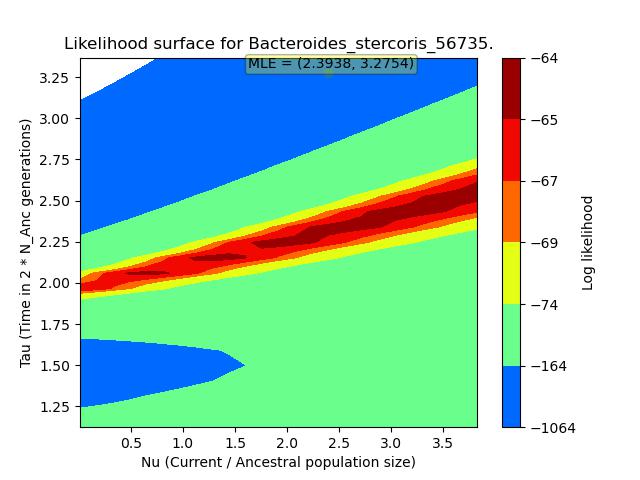 Likelihood surface for Bacteroides_stercoris_56735.
MLE = (2.3938, 3.2754)
3.25
3.00
2.75
2.50
2.25
2.00
1.75
1.50
1.25
Tau (Time in 2 * N_Anc generations)
0.5 1.0 1.5 2.0 2.5 3.0 3.5
Nu (Current / Ancestral population size)
−64
−65
−67
−69
−74
−164
−1064
Log likelihood